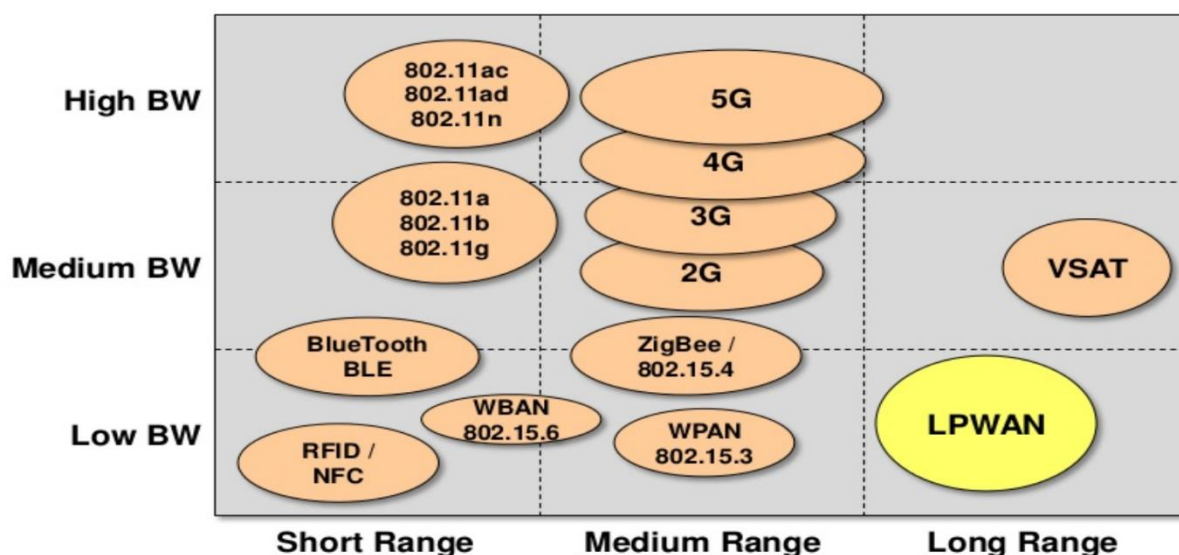 High BW
802.11ac
802.11ad
802.11n
5G
4G
802.11a
802.11b
802.11g
3G
Medium BW
2G
VSAT
BlueTooth
BLE
ZigBee /
802.15.4
Low BW
WBAN
802.15.6
RFID /
NFC
WPAN
802.15.3
LPWAN
Short Range
Medium Range
Long Range